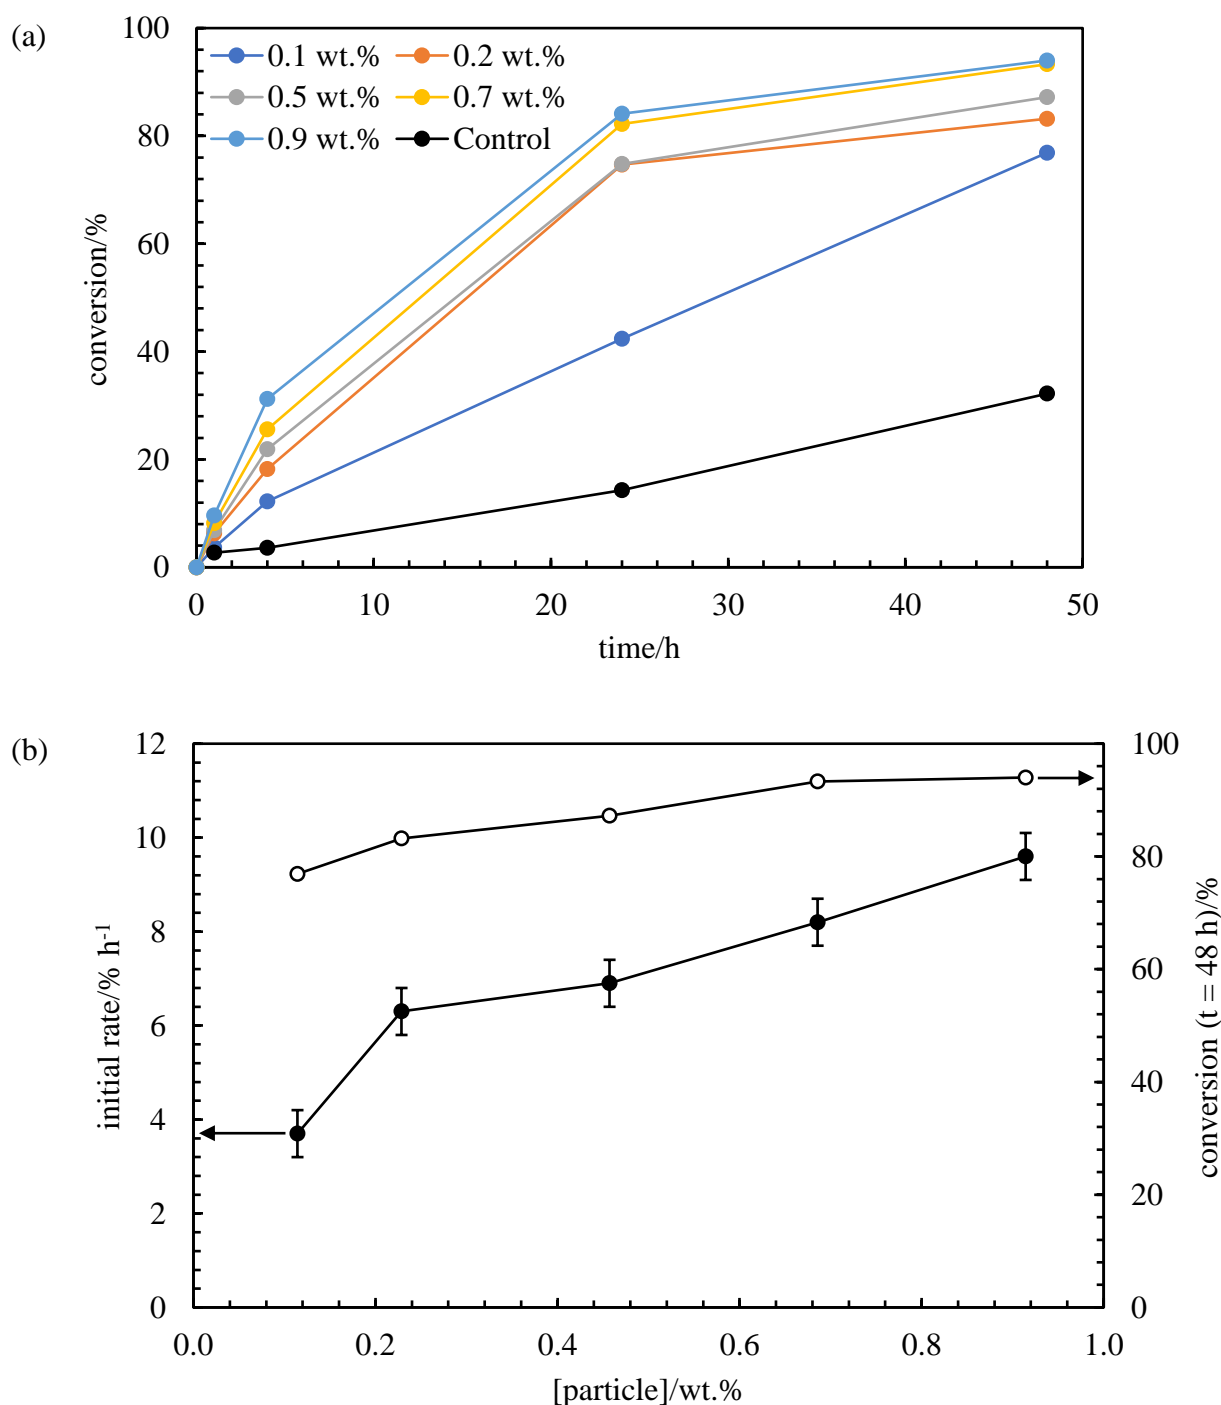 (a)
100
80
60
40
20
0
conversion/%
0.1 wt.% 0.2 wt.%
0.5 wt.% 0.7 wt.%
0.9 wt.% Control
0 10 20 30 40 50
time/h
(b)
12
10
8
6
4
2
0
initial rate/% h-1
100
80
60
40
20
0
conversion (t = 48 h)/%
0.0 0.2 0.4 0.6 0.8 1.0
[particle]/wt.%